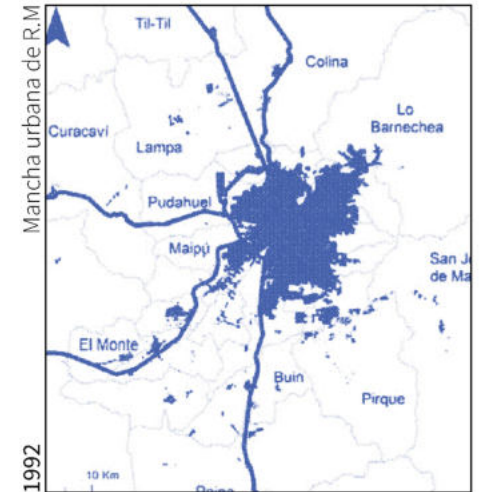 Mancha urbana de R.M
1992
Til-Til
Colina
Lo
Barnechea
Curacaví
Lampa
Pudahuel
Maipú
San J
de Ma
El Monte
Buin
Pirque
10 Km